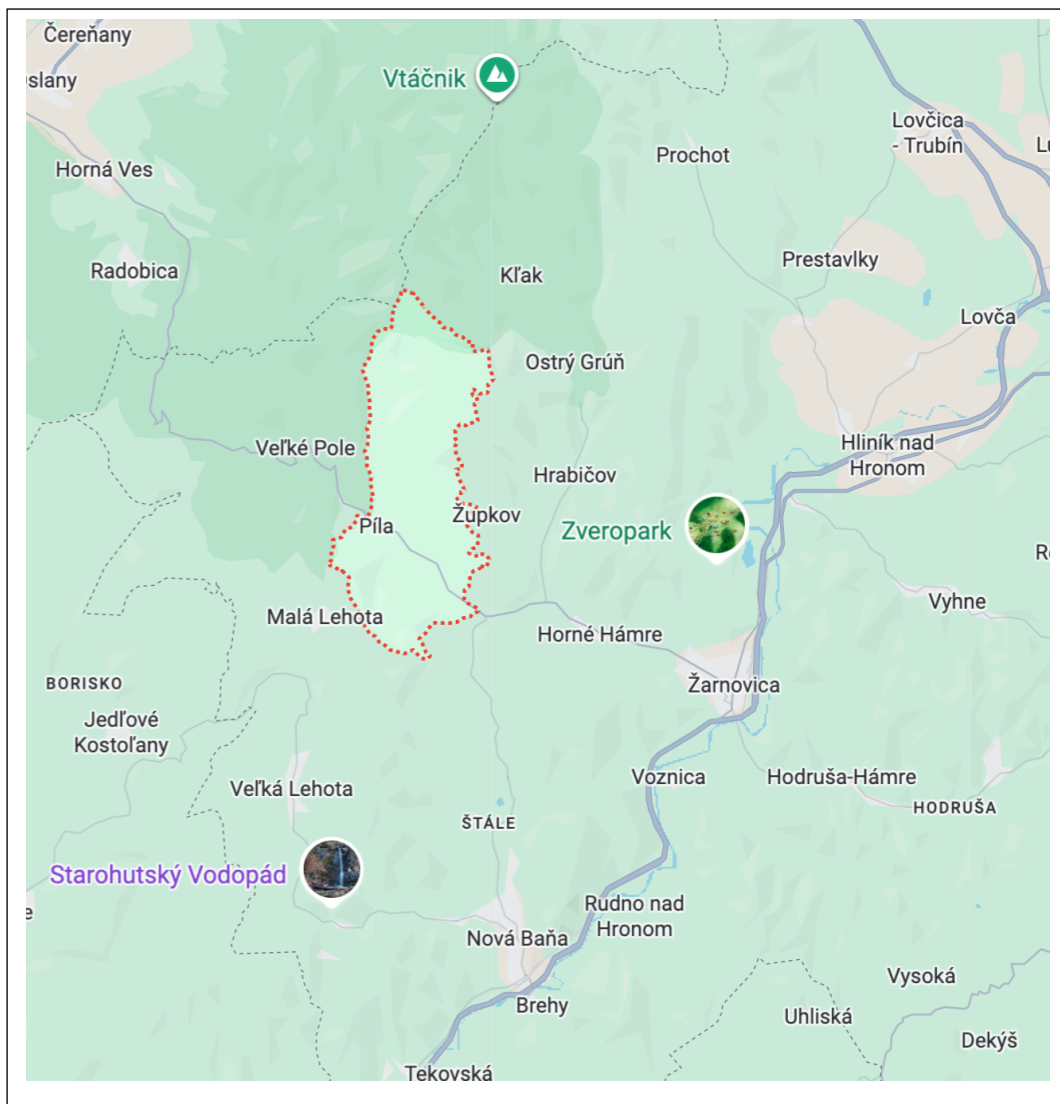 Čereňany
Oslany
Vtáčnik
Lovčica
- Trubín
Prochot
Horná Ves
Radobica
Prestavlky
Kľak
Lovča
Ostrý Grúň
Veľké Pole
Hliník nad
Hronom
Hrabičov
Píla
Župkov
Zveropark
Vyhne
Malá Lehota
Horné Hámre
BORISKO
Žarnovica
Jedľové
Kostoľany
Veľká Lehota
Voznica
Hodruša-Hámre
HODRUŠA
ŠTÁLE
Starohutský Vodopád
Rudno nad
Hronom
Nová Baňa
Brehy
Vysoká
Uhliská
Dekýš
Tekovská